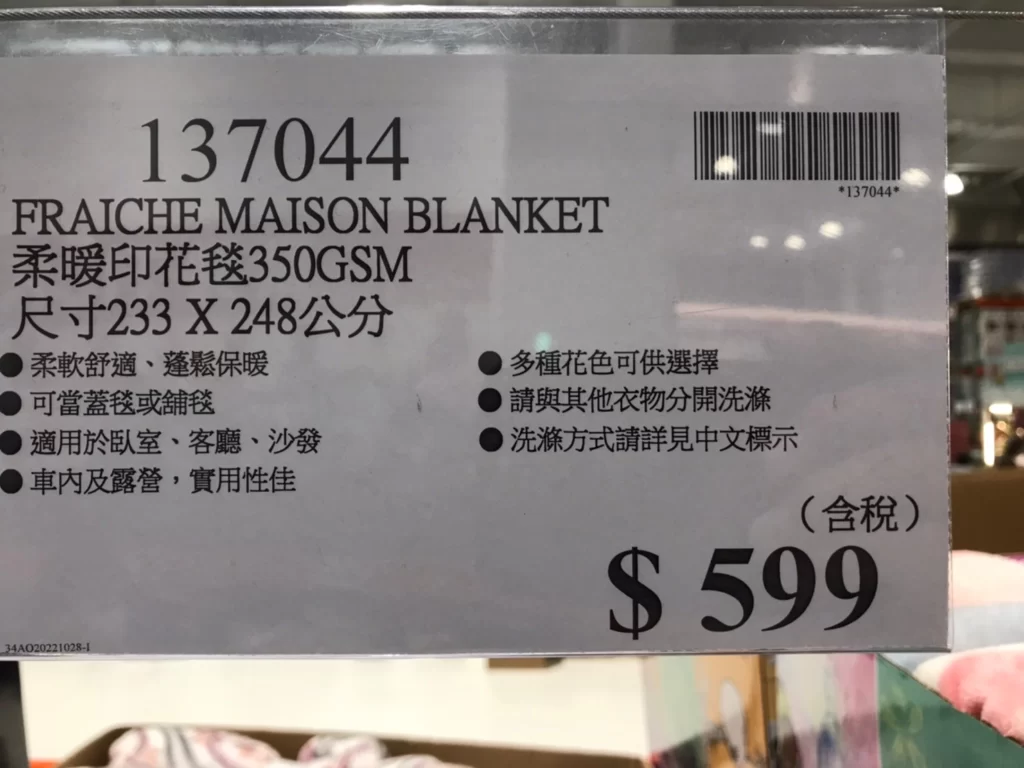 137044
*137044*
FRAICHE MAISON BLANKET
柔暖印花毯350GSM
尺寸233 X 248公分
● 柔軟舒適、蓬鬆保暖
● 可當蓋毯或舖毯
● 適用於臥室、客廳、沙發
● 車內及露營，實用性佳
● 多種花色可供選擇
● 請與其他衣物分開洗滌
● 洗滌方式請詳見中文標示
（含稅）
$ 599
34AO20221028-1